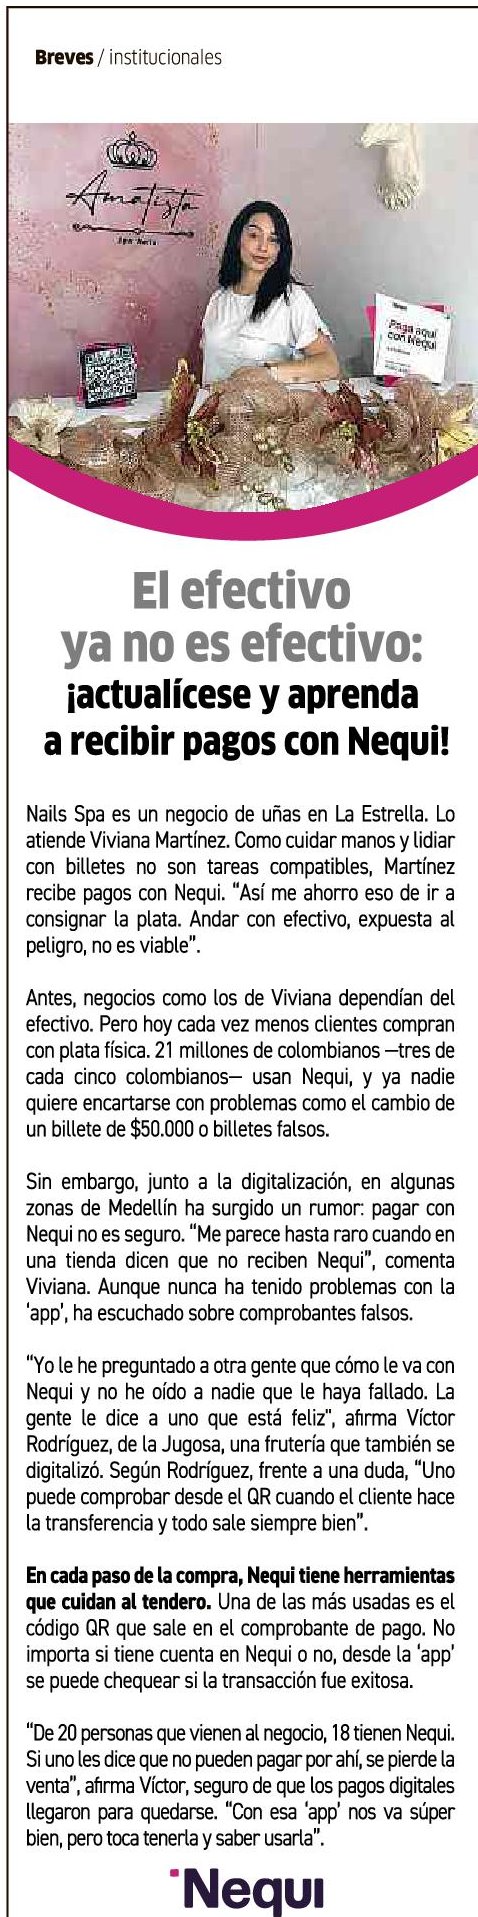 Breves / institucionales
Amatista
Spa Nails
Paga aquí
con Nequi
El efectivo
ya no es efectivo:
¡actualícese y aprenda
a recibir pagos con Nequi!
Nails Spa es un negocio de uñas en La Estrella. Lo
atiende Viviana Martínez. Como cuidar manos y lidiar
con billetes no son tareas compatibles, Martínez
recibe pagos con Nequi. “Así me ahorro eso de ir a
consignar la plata. Andar con efectivo, expuesta al
peligro, no es viable”.
Antes, negocios como los de Viviana dependían del
efectivo. Pero hoy cada vez menos clientes compran
con plata física. 21 millones de colombianos —tres de
cada cinco colombianos— usan Nequi, y ya nadie
quiere encartarse con problemas como el cambio de
un billete de $50.000 o billetes falsos.
Sin embargo, junto a la digitalización, en algunas
zonas de Medellín ha surgido un rumor: pagar con
Nequi no es seguro. “Me parece hasta raro cuando en
una tienda dicen que no reciben Nequi”, comenta
Viviana. Aunque nunca ha tenido problemas con la
‘app’, ha escuchado sobre comprobantes falsos.
“Yo le he preguntado a otra gente que cómo le va con
Nequi y no he oído a nadie que le haya fallado. La
gente le dice a uno que está feliz", afirma Víctor
Rodríguez, de la Jugosa, una frutería que también se
digitalizó. Según Rodríguez, frente a una duda, “Uno
puede comprobar desde el QR cuando el cliente hace
la transferencia y todo sale siempre bien”.
En cada paso de la compra, Nequi tiene herramientas
que cuidan al tendero. Una de las más usadas es el
código QR que sale en el comprobante de pago. No
importa si tiene cuenta en Nequi o no, desde la ‘app’
se puede chequear si la transacción fue exitosa.
“De 20 personas que vienen al negocio, 18 tienen Nequi.
Si uno les dice que no pueden pagar por ahí, se pierde la
venta”, afirma Víctor, seguro de que los pagos digitales
llegaron para quedarse. “Con esa ‘app’ nos va súper
bien, pero toca tenerla y saber usarla”.
Nequi